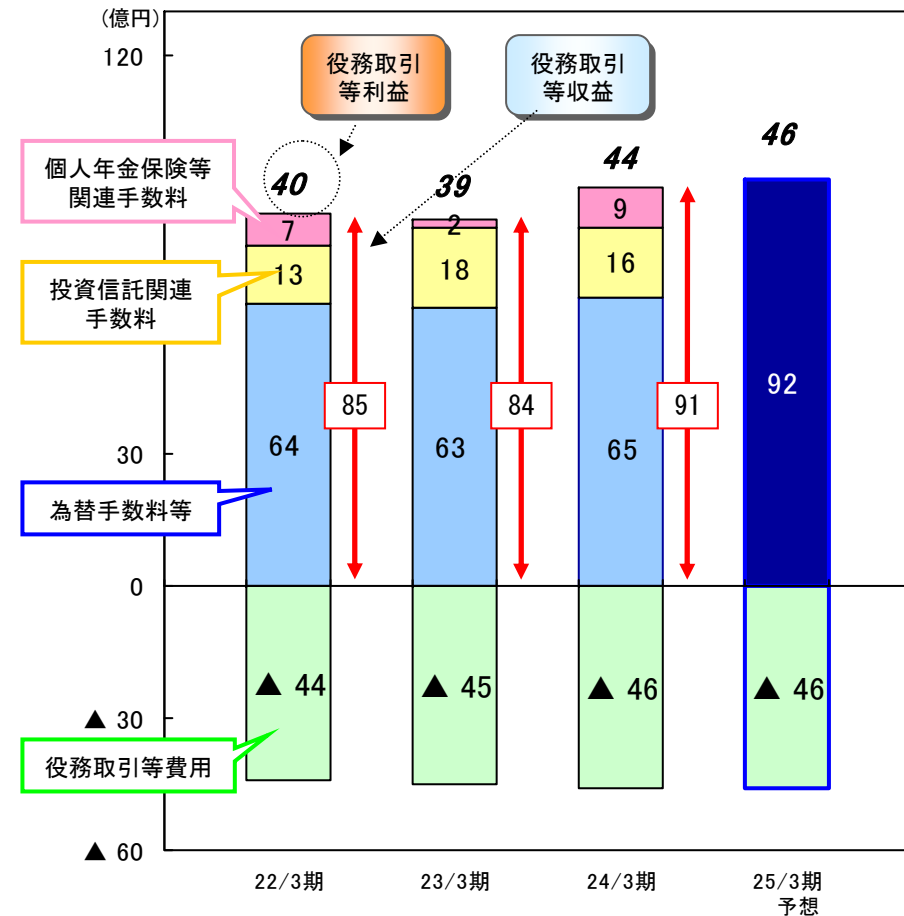 (億円)
120
役務取引
等利益
役務取引
等収益
個人年金保険等
関連手数料
投資信託関連
手数料
為替手数料等
役務取引等費用
40
39
44
46
7
2
9
13
18
16
64
63
65
92
85
84
91
30
0
▲ 44
▲ 45
▲ 46
▲ 46
▲ 30
▲ 60
22/3期
23/3期
24/3期
25/3期
予想